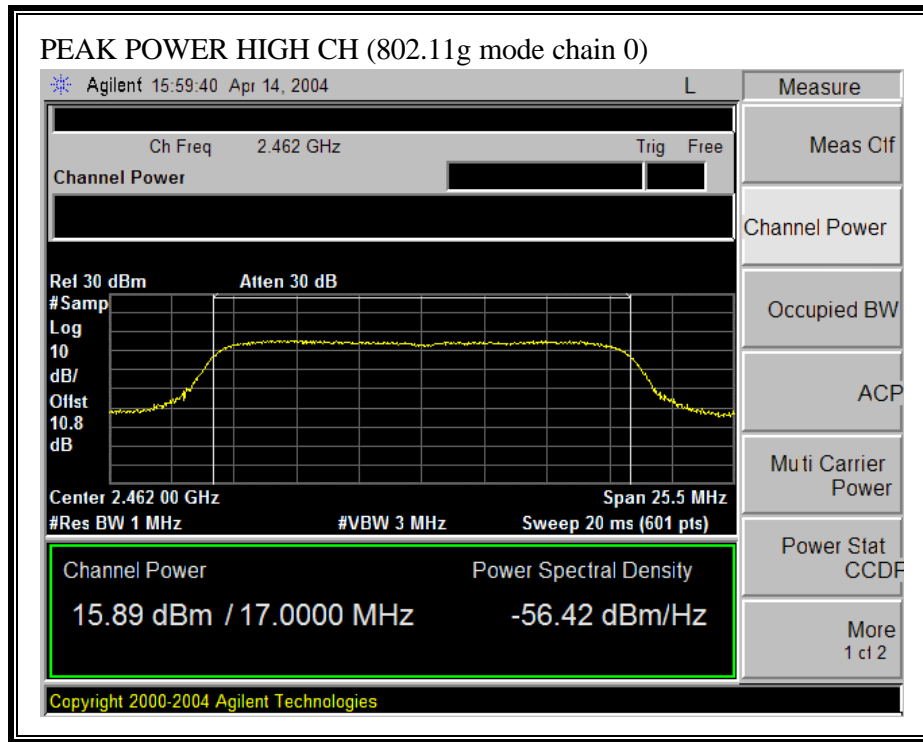 PEAK POWER HIGH CH (802.11g mode chain 0)
Agilent 15:59:40 Apr 14, 2004 L
Measure
Ch Freq 2.462 GHz Trig Free
Channel Power
Meas Off
Channel Power
Occupied BW
ACP
Muti Carrier
Power
Power Stat
CCDF
More
1 of 2
Ref 30 dBm Atten 30 dB
#Samp
Log
10
dB/
Offst
10.8
dB
Center 2.462 00 GHz Span 25.5 MHz
#Res BW 1 MHz #VBW 3 MHz Sweep 20 ms (601 pts)
Channel Power Power Spectral Density
15.89 dBm / 17.0000 MHz -56.42 dBm/Hz
Copyright 2000-2004 Agilent Technologies